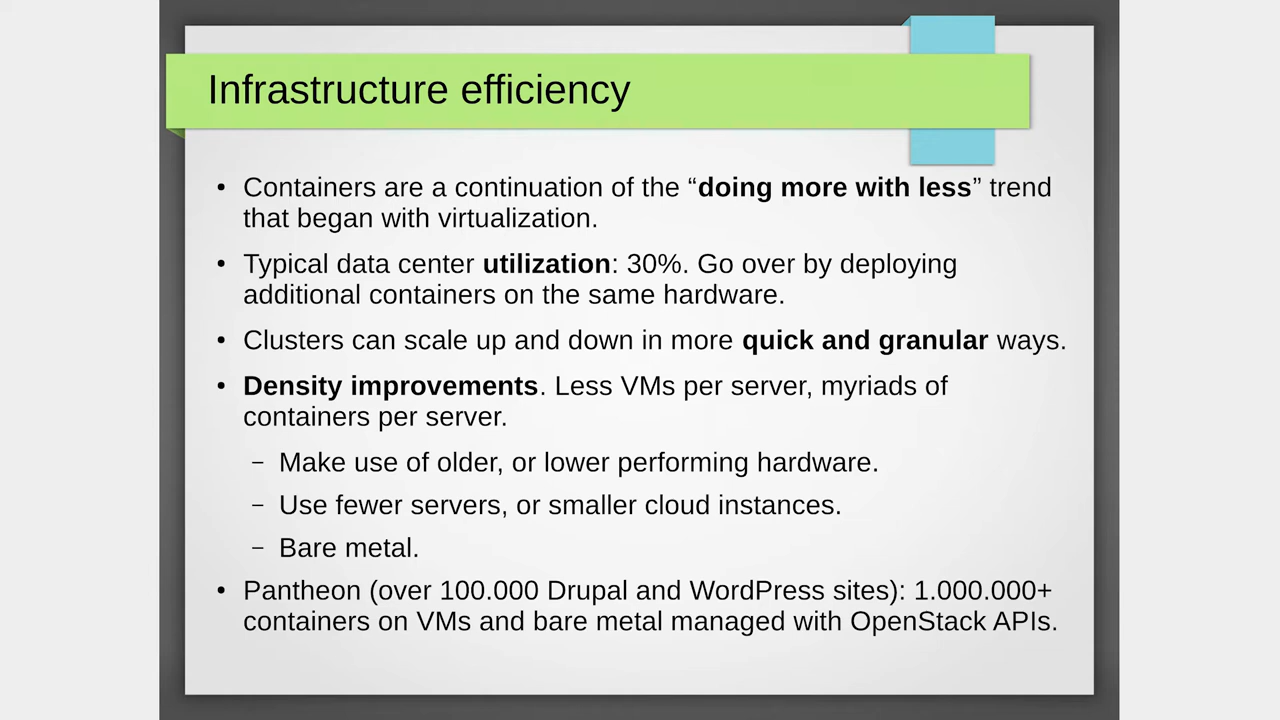 Infrastructure efficiency
• Containers are a continuation of the “doing more with less” trend
that began with virtualization.
• Typical data center utilization: 30%. Go over by deploying
additional containers on the same hardware.
• Clusters can scale up and down in more quick and granular ways.
• Density improvements. Less VMs per server, myriads of
containers per server.
– Make use of older, or lower performing hardware.
– Use fewer servers, or smaller cloud instances.
– Bare metal.
• Pantheon (over 100.000 Drupal and WordPress sites): 1.000.000+
containers on VMs and bare metal managed with OpenStack APIs.